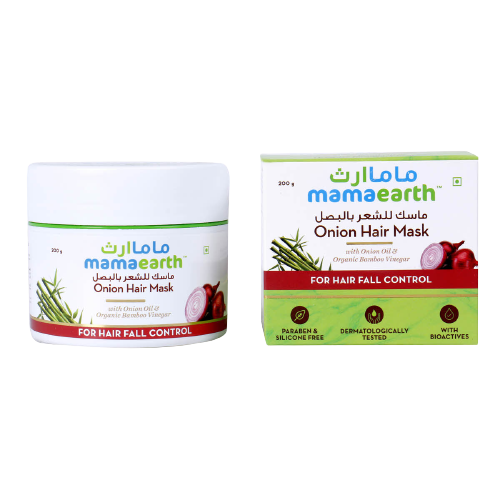 200 g
ماما ارث
mamaearth™
ماسك للشعر بالبصل
Onion Hair Mask
with Onion Oil &
Organic Bamboo Vinegar
FOR HAIR FALL CONTROL
200 g
ماما ارث
mamaearth™
ماسك للشعر بالبصل
Onion Hair Mask
with Onion Oil &
Organic Bamboo Vinegar
FOR HAIR FALL CONTROL
PARABEN &
SILICONE FREE
DERMATOLOGICALLY
TESTED
WITH
BIOACTIVES